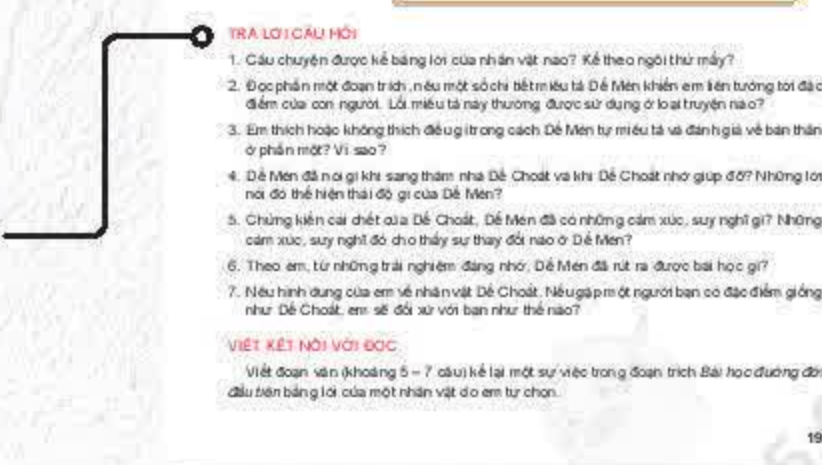 TRẢ LỜI CÂU HỎI
1. Câu chuyện được kể bằng lời của nhân vật nào? Kể theo ngôi thứ mấy?
2. Đọc phần một đoạn trích, nêu một số chi tiết miêu tả Dế Mèn khiến em liên tưởng tới đặc
điểm của con người. Lối miêu tả này thường được sử dụng ở loại truyện nào?
3. Em thích hoặc không thích điều gì trong cách Dế Mèn tự miêu tả và đánh giá về bản thân
ở phần một? Vì sao?
4. Dế Mèn đã nói gì khi sang thăm nhà Dế Choắt và khi Dế Choắt nhờ giúp đỡ? Những lời
nói đó thể hiện thái độ gì của Dế Mèn?
5. Chứng kiến cái chết của Dế Choắt, Dế Mèn đã có những cảm xúc, suy nghĩ gì? Những
cảm xúc, suy nghĩ đó cho thấy sự thay đổi nào ở Dế Mèn?
6. Theo em, từ những trải nghiệm đáng nhớ, Dế Mèn đã rút ra được bài học gì?
7. Nêu hình dung của em về nhân vật Dế Choắt. Nếu gặp một người bạn có đặc điểm giống
như Dế Choắt, em sẽ đối xử với bạn như thế nào?
VIẾT KẾT NỐI VỚI ĐỌC
Viết đoạn văn (khoảng 5 – 7 câu) kể lại một sự việc trong đoạn trích Bài học đường đời
đầu tiên bằng lời của một nhân vật do em tự chọn.
19